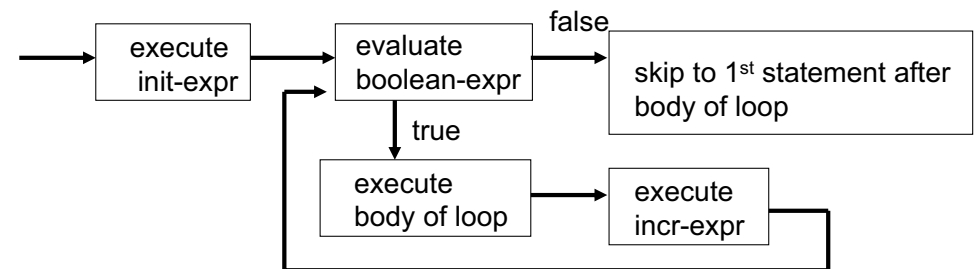 execute
init-expr
evaluate
boolean-expr
false
skip to 1st statement after
body of loop
true
execute
body of loop
execute
incr-expr